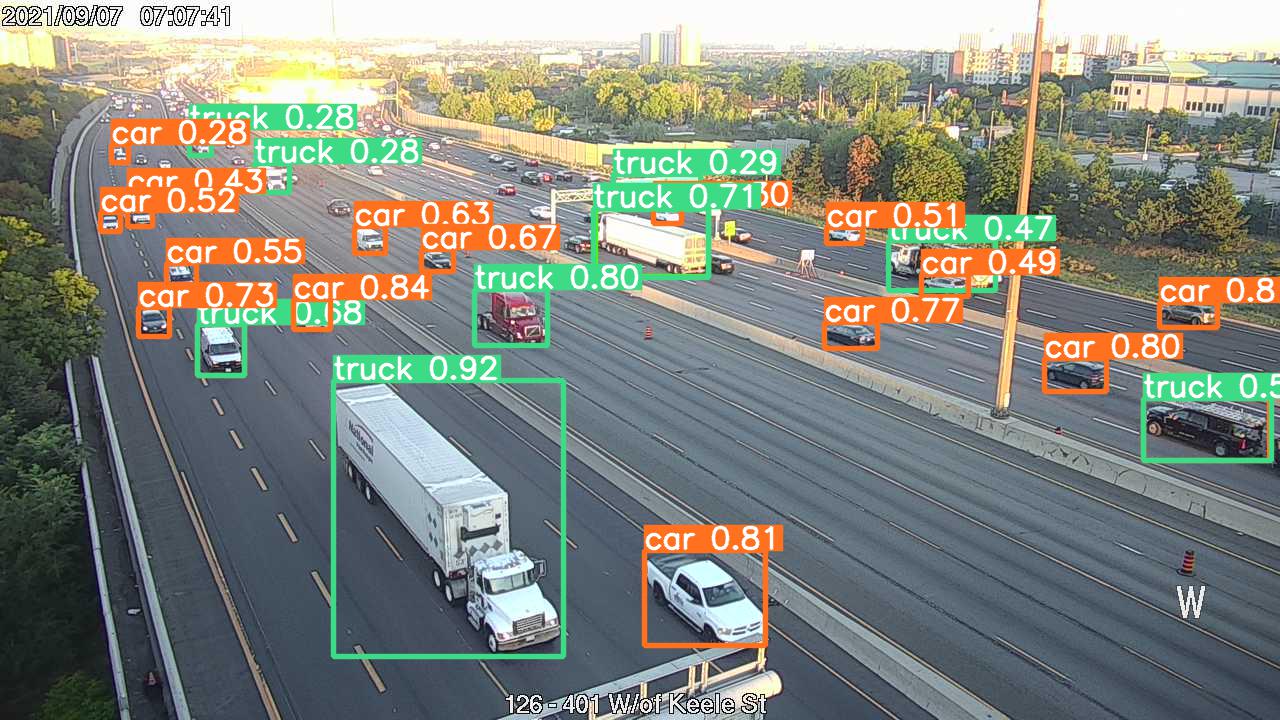 2021/09/07 07:07:41
truck 0.28
car 0.28
truck 0.28
truck 0.29
car 0.43
truck 0.71
car 0.52
car 0.63
car 0.51
truck 0.47
car 0.67
car 0.55
car 0.49
truck 0.80
car 0.73
car 0.84
truck 0.68
car 0.77
car 0.8
car 0.80
truck 0.92
truck 0.5
National
car 0.81
W
126 - 401 W/of Keele St